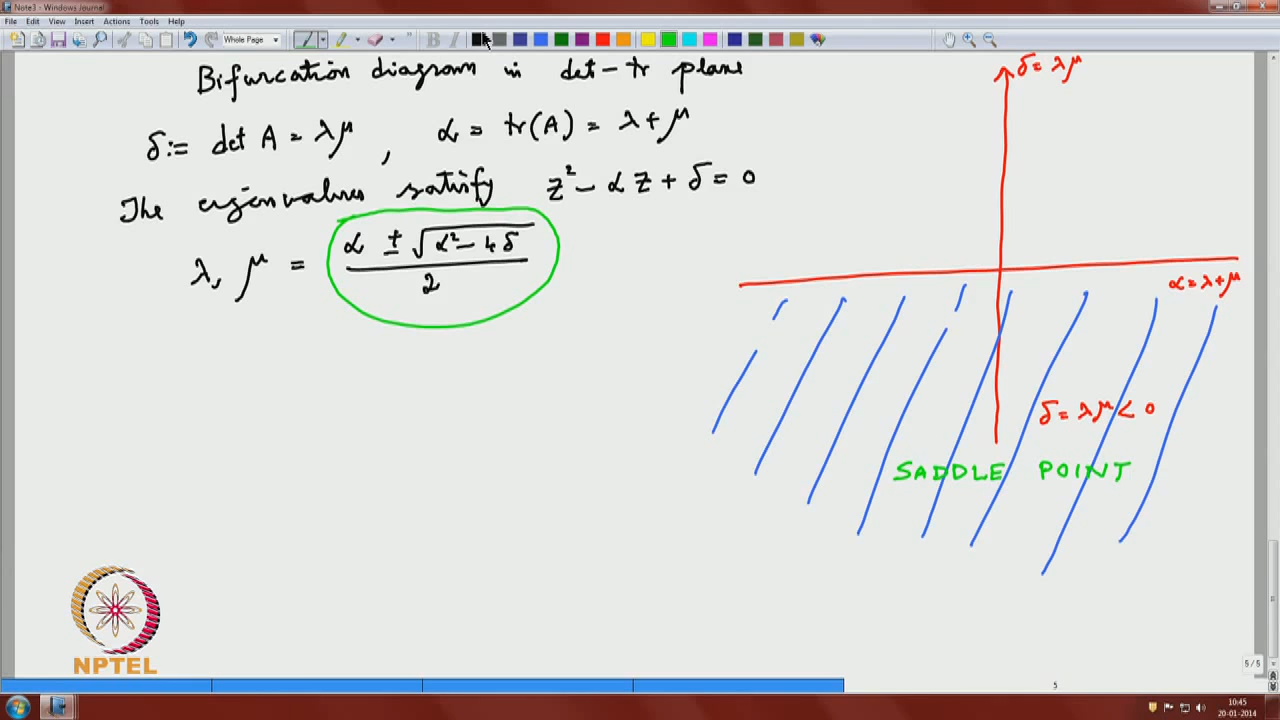 Note3 - Windows Journal
File Edit View Insert Actions Tools Help
Whole Page
Bifurcation diagram in det-tr plane
δ := det A = λμ , α = tr(A) = λ+μ
The eigenvalues satisfy z² - αz + δ = 0
λ, μ = (α ± √(α² - 4δ)) / 2
δ = λμ
α = λ+μ
δ = λμ < 0
SADDLE POINT
NPTEL
5/5
5
10:45
20-01-2014